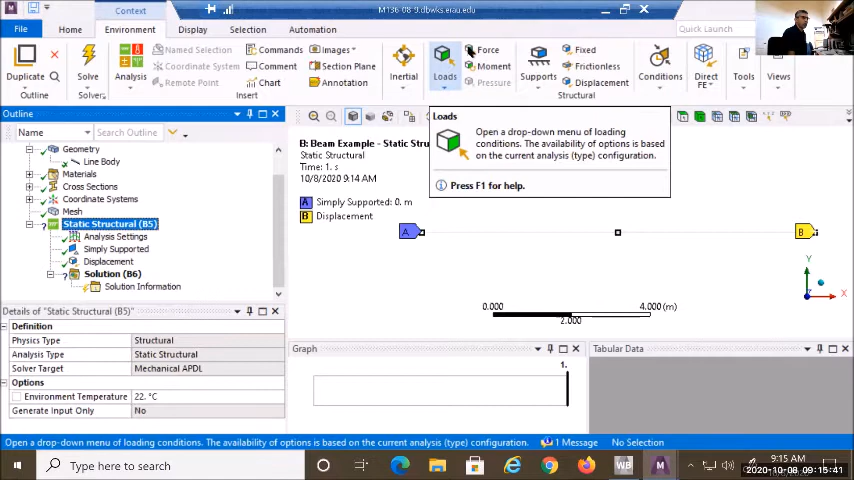 Context
M136-08-9.dbwks.erau.edu
File
Home
Environment
Display
Selection
Automation
Quick Launch
Duplicate
Outline
Solve
Solver
Analysis
Named Selection
Coordinate System
Remote Point
Commands
Comment
Chart
Images
Section Plane
Annotation
Insert
Inertial
Loads
Force
Moment
Pressure
Supports
Fixed
Frictionless
Displacement
Structural
Conditions
Direct
FE
Tools
Views
Outline
Name
Search Outline
Geometry
Line Body
Materials
Cross Sections
Coordinate Systems
Mesh
Static Structural (B5)
Analysis Settings
Simply Supported
Displacement
Solution (B6)
Solution Information
Details of "Static Structural (B5)"
Definition
Physics Type Structural
Analysis Type Static Structural
Solver Target Mechanical APDL
Options
Environment Temperature 22. °C
Generate Input Only No
Loads
Open a drop-down menu of loading
conditions. The availability of options is based
on the current analysis (type) configuration.
Press F1 for help.
B: Beam Example - Static Stru
Static Structural
Time: 1. s
10/8/2020 9:14 AM
A Simply Supported: 0. m
B Displacement
A
B
Y
X
0.000
4.000 (m)
2.000
Graph
1.
Tabular Data
Open a drop-down menu of loading conditions. The availability of options is based on the current analysis (type) configuration.
1 Message
No Selection
Type here to search
WB
M
9:15 AM
2020-10-08 09:15:41